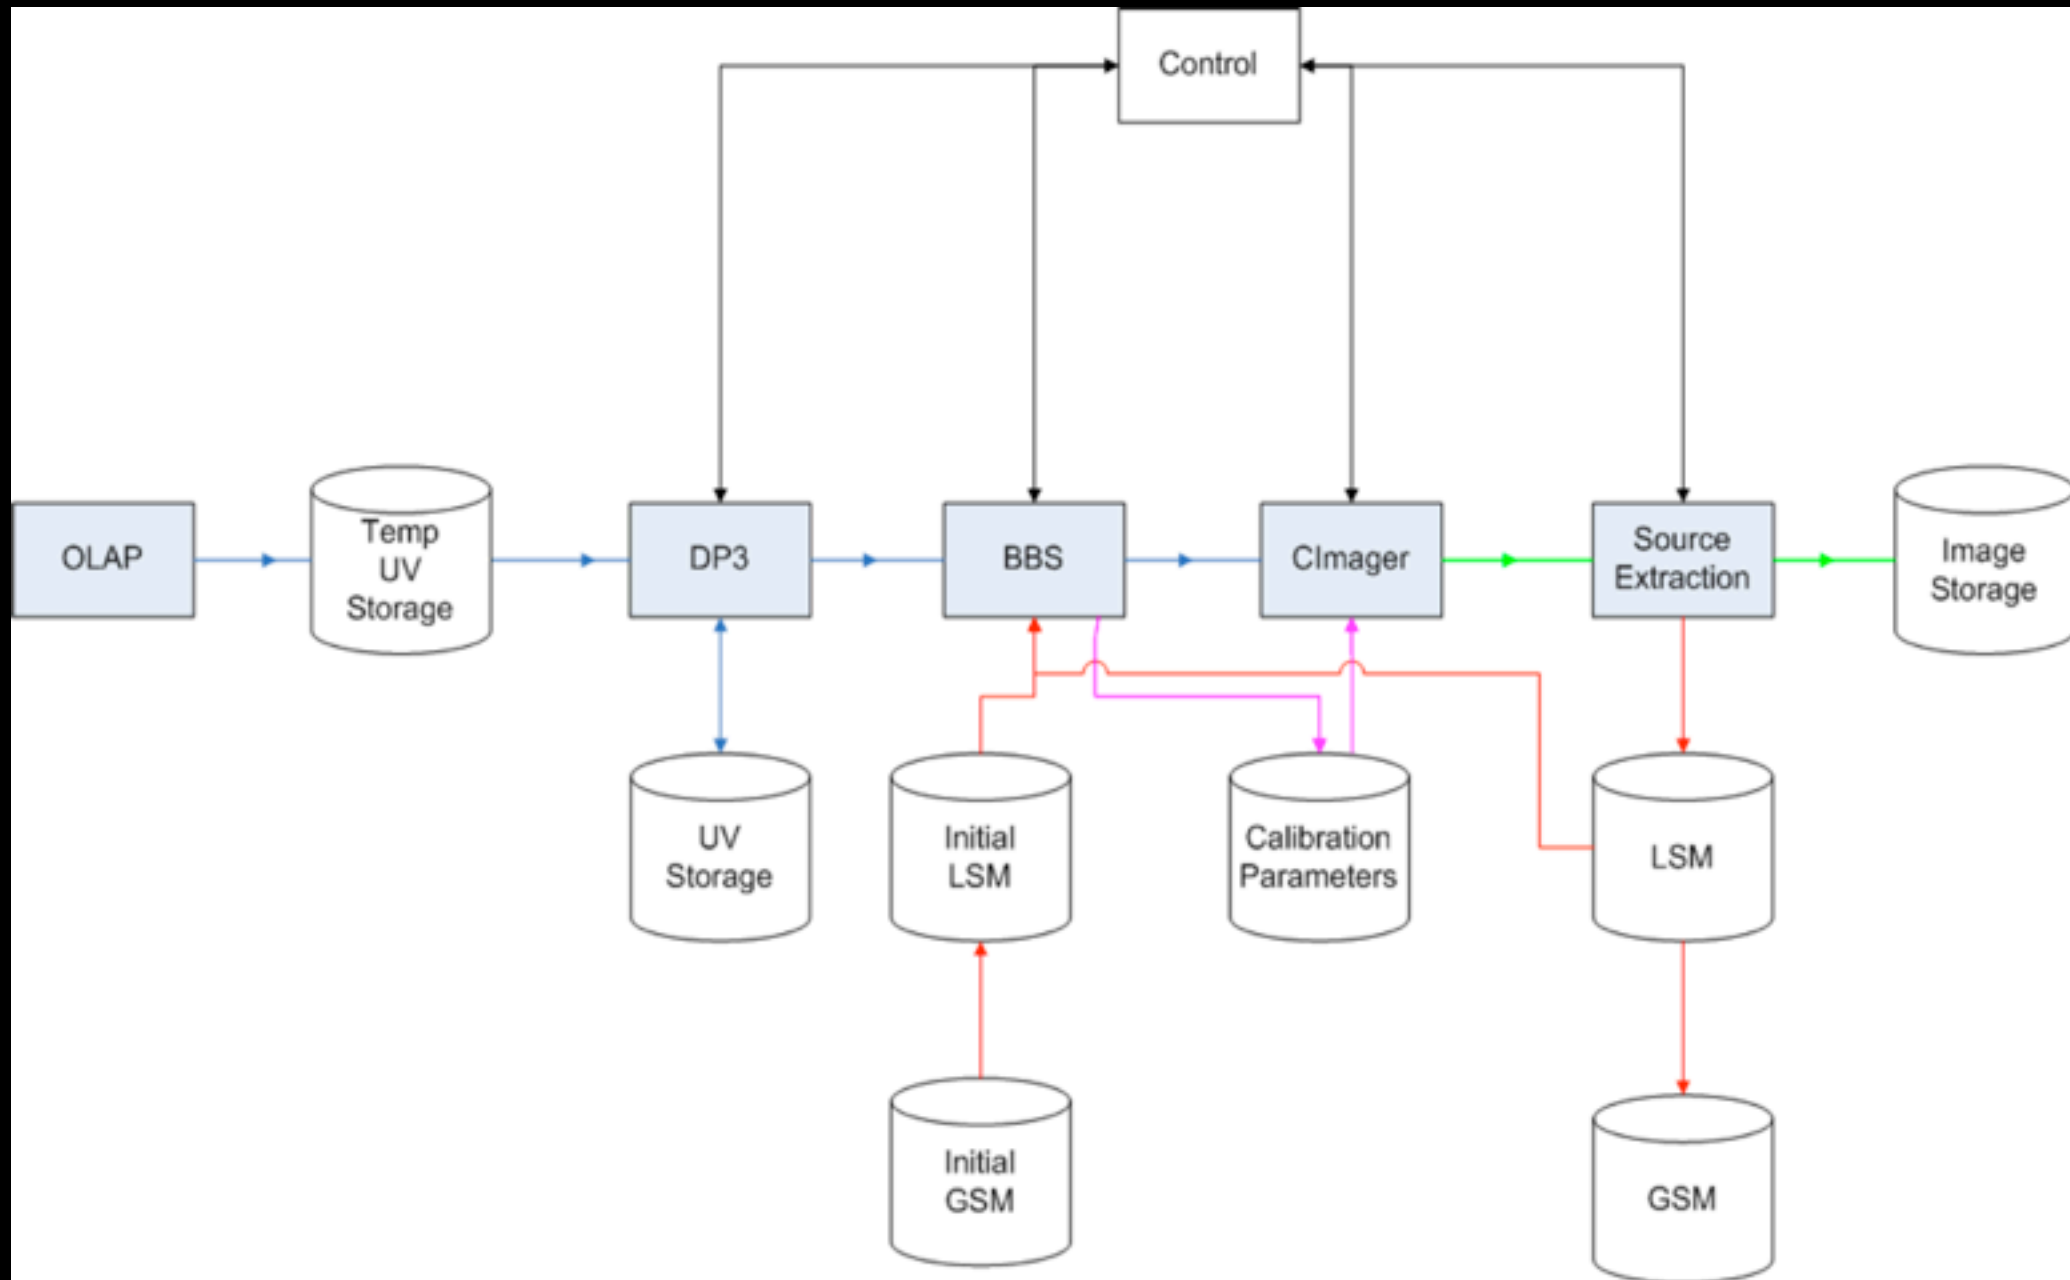 Control
OLAP
Temp
UV
Storage
DP3
BBS
CImager
Source
Extraction
Image
Storage
UV
Storage
Initial
LSM
Calibration
Parameters
LSM
Initial
GSM
GSM